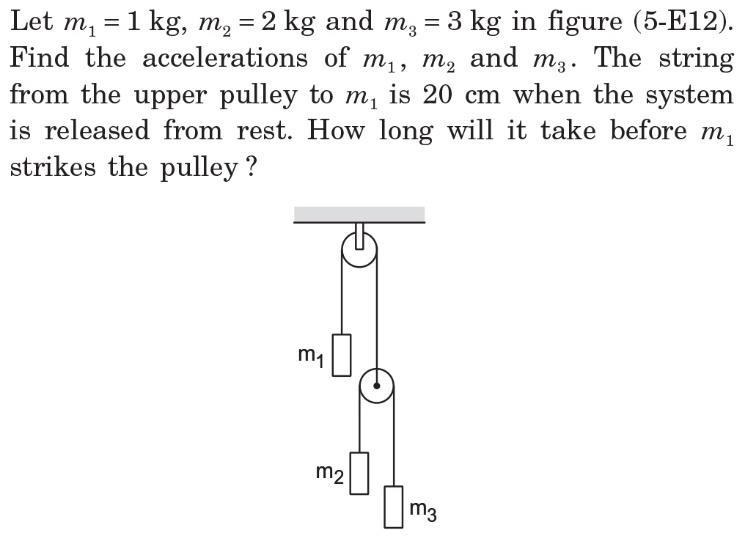 Let m₁ = 1 kg, m₂ = 2 kg and m₃ = 3 kg in figure (5-E12).
Find the accelerations of m₁, m₂ and m₃. The string
from the upper pulley to m₁ is 20 cm when the system
is released from rest. How long will it take before m₁
strikes the pulley ?
m₁
m₂
m₃